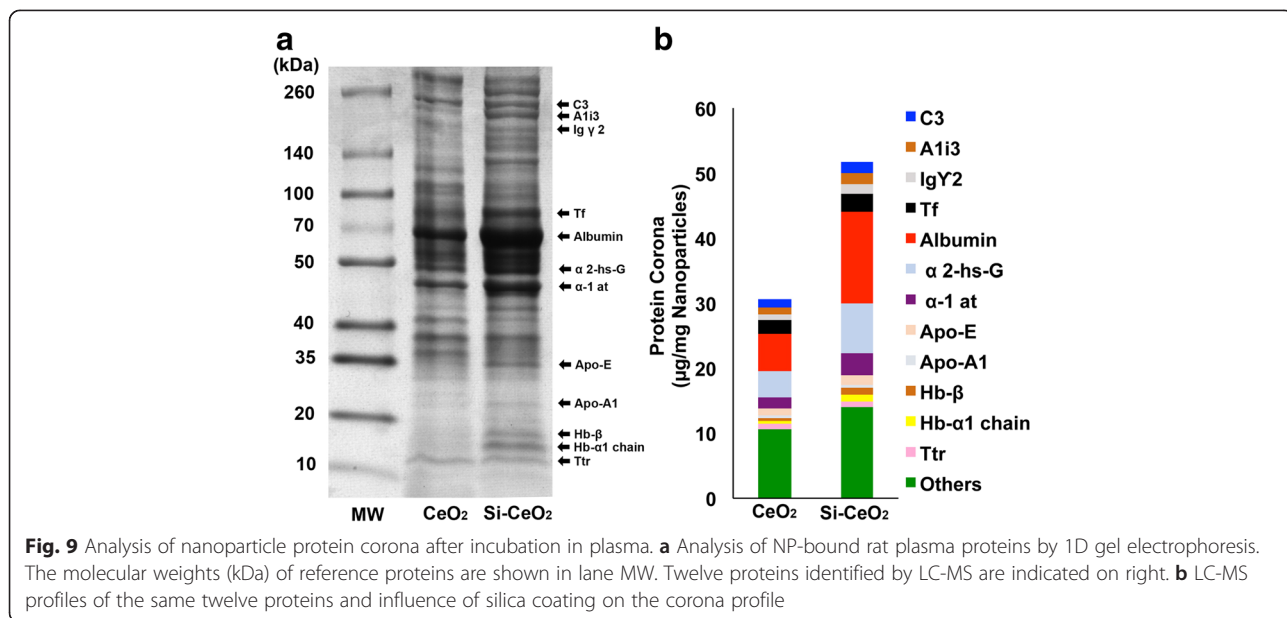 a
(kDa)
260
140
100
70
50
40
35
20
10
C3
A1i3
Ig γ 2
Tf
Albumin
α 2-hs-G
α-1 at
Apo-E
Apo-A1
Hb-β
Hb-α1 chain
Ttr
MW CeO₂ Si-CeO₂
b
Protein Corona
(µg/mg Nanoparticles)
60
50
40
30
20
10
0
CeO₂ Si-CeO₂
C3
A1i3
Igϒ2
Tf
Albumin
α 2-hs-G
α-1 at
Apo-E
Apo-A1
Hb-β
Hb-α1 chain
Ttr
Others
Fig. 9 Analysis of nanoparticle protein corona after incubation in plasma. a Analysis of NP-bound rat plasma proteins by 1D gel electrophoresis.
The molecular weights (kDa) of reference proteins are shown in lane MW. Twelve proteins identified by LC-MS are indicated on right. b LC-MS
profiles of the same twelve proteins and influence of silica coating on the corona profile